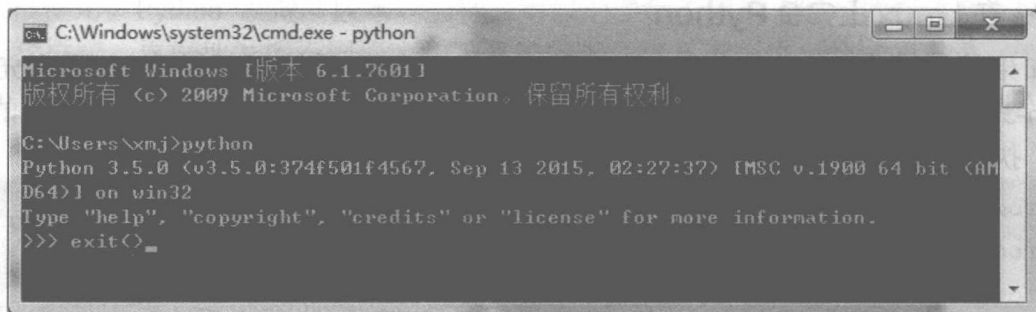 C:\Windows\system32\cmd.exe - python
Microsoft Windows [版本 6.1.7601]
版权所有 (c) 2009 Microsoft Corporation。保留所有权利。
C:\Users\xmj>python
Python 3.5.0 (v3.5.0:374f501f4567, Sep 13 2015, 02:27:37) [MSC v.1900 64 bit (AM
D64)] on win32
Type "help", "copyright", "credits" or "license" for more information.
>>> exit()